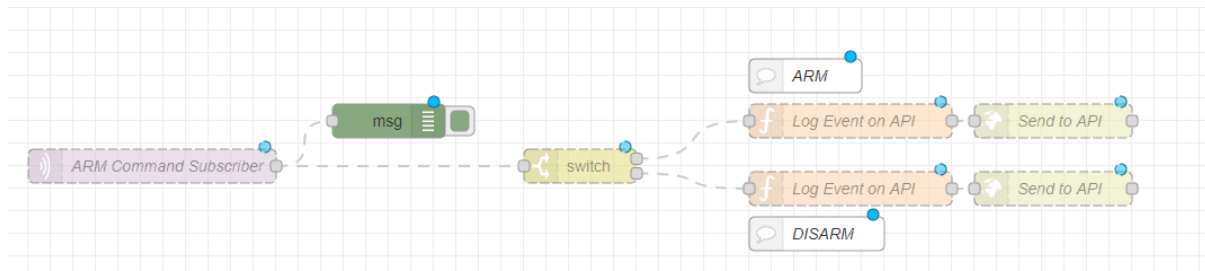 ARM
msg
Log Event on API
Send to API
ARM Command Subscriber
switch
Log Event on API
Send to API
DISARM